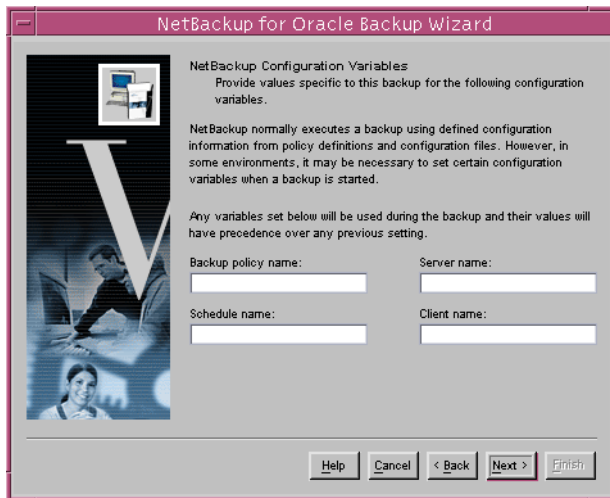 NetBackup for Oracle Backup Wizard
NetBackup Configuration Variables
Provide values specific to this backup for the following configuration
variables.
NetBackup normally executes a backup using defined configuration
information from policy definitions and configuration files. However, in
some environments, it may be necessary to set certain configuration
variables when a backup is started.
Any variables set below will be used during the backup and their values will
have precedence over any previous setting.
Backup policy name:
Server name:
Schedule name:
Client name:
Help
Cancel
< Back
Next >
Finish